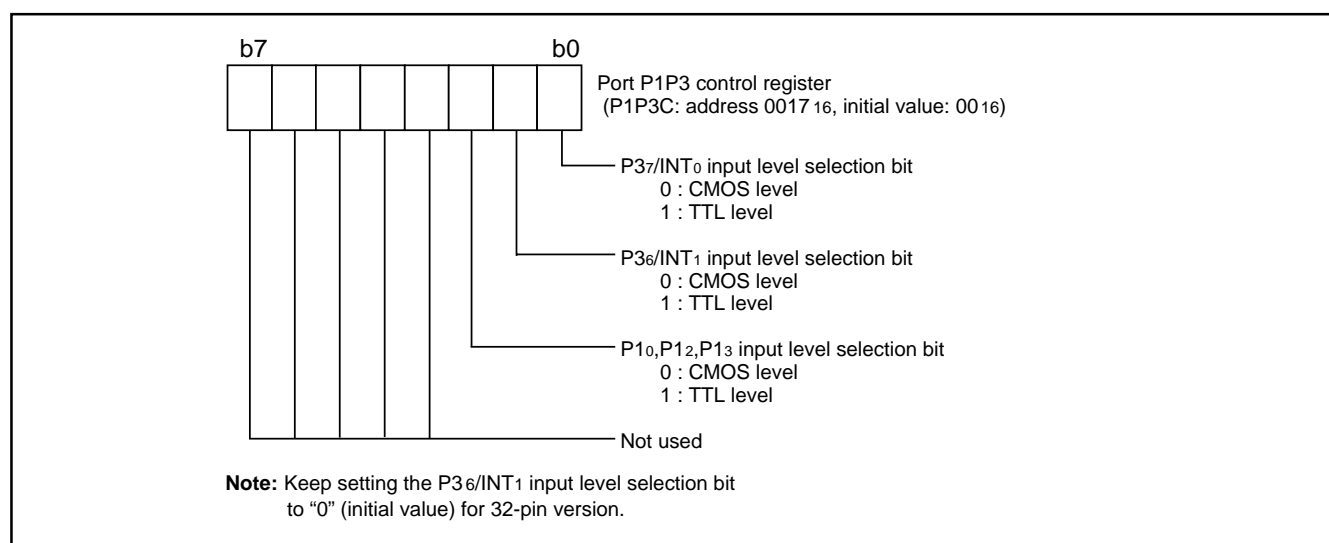 b7 b0
Port P1P3 control register
(P1P3C: address 0017 16, initial value: 00 16)
P37/INT0 input level selection bit
0 : CMOS level
1 : TTL level
P36/INT1 input level selection bit
0 : CMOS level
1 : TTL level
P10,P12,P13 input level selection bit
0 : CMOS level
1 : TTL level
Not used
Note: Keep setting the P36/INT1 input level selection bit
to “0” (initial value) for 32-pin version.